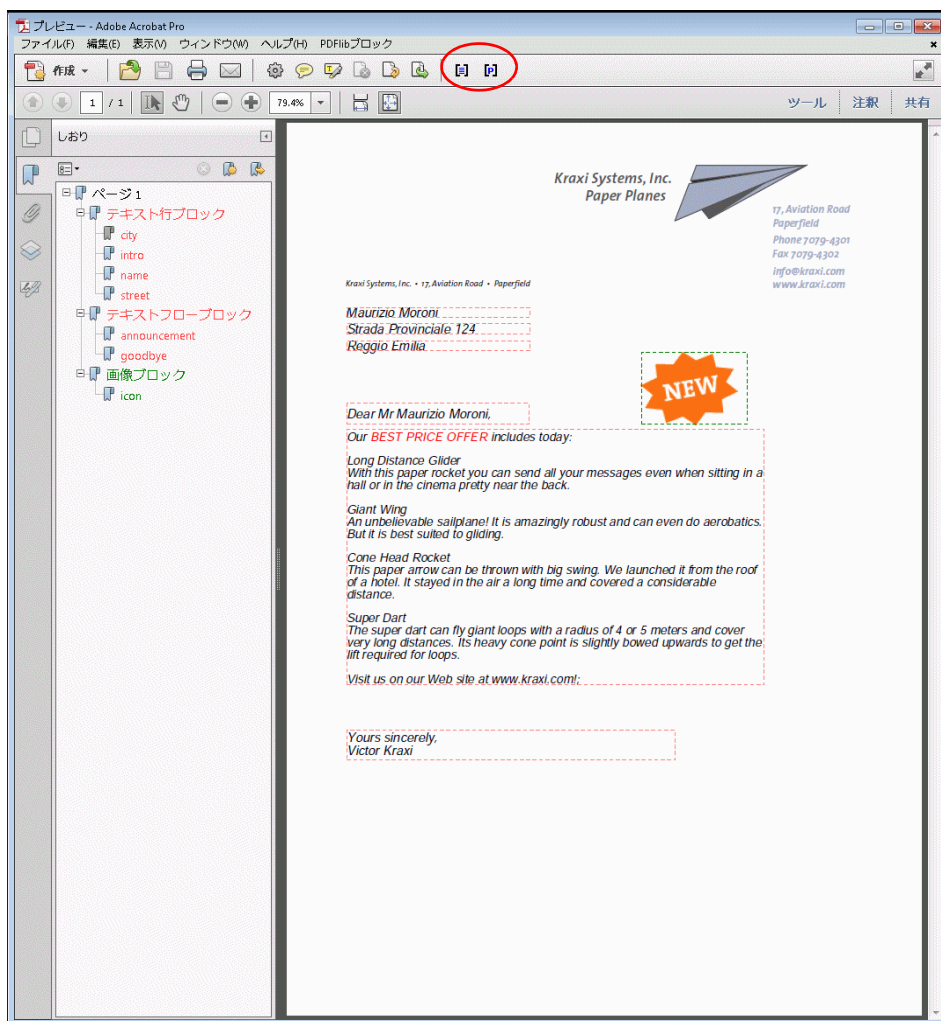 プレビュー - Adobe Acrobat Pro
ファイル(F) 編集(E) 表示(V) ウィンドウ(W) ヘルプ(H) PDFlibブロック
作成
1 / 1
79.4%
ツール 注釈 共有
しおり
ページ 1
テキスト行ブロック
city
intro
name
street
テキストフローブロック
announcement
goodbye
画像ブロック
icon
Kraxi Systems, Inc.
Paper Planes
17, Aviation Road
Paperfield
Phone 7079-4301
Fax 7079-4302
info@kraxi.com
www.kraxi.com
Kraxi Systems, Inc. • 17, Aviation Road • Paperfield
Maurizio Moroni
Strada Provinciale 124
Reggio Emilia
NEW
Dear Mr Maurizio Moroni,
Our BEST PRICE OFFER includes today:
Long Distance Glider
With this paper rocket you can send all your messages even when sitting in a
hall or in the cinema pretty near the back.
Giant Wing
An unbelievable sailplane! It is amazingly robust and can even do aerobatics.
But it is best suited to gliding.
Cone Head Rocket
This paper arrow can be thrown with big swing. We launched it from the roof
of a hotel. It stayed in the air a long time and covered a considerable
distance.
Super Dart
The super dart can fly giant loops with a radius of 4 or 5 meters and cover
very long distances. Its heavy cone point is slightly bowed upwards to get the
lift required for loops.
Visit us on our Web site at www.kraxi.com!;
Yours sincerely,
Victor Kraxi